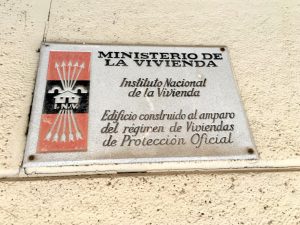 MINISTERIO DE
LA VIVIENDA
Instituto Nacional
de la Vivienda
I.N.V.
Edificio construido al amparo
del régimen de Viviendas
de Protección Oficial